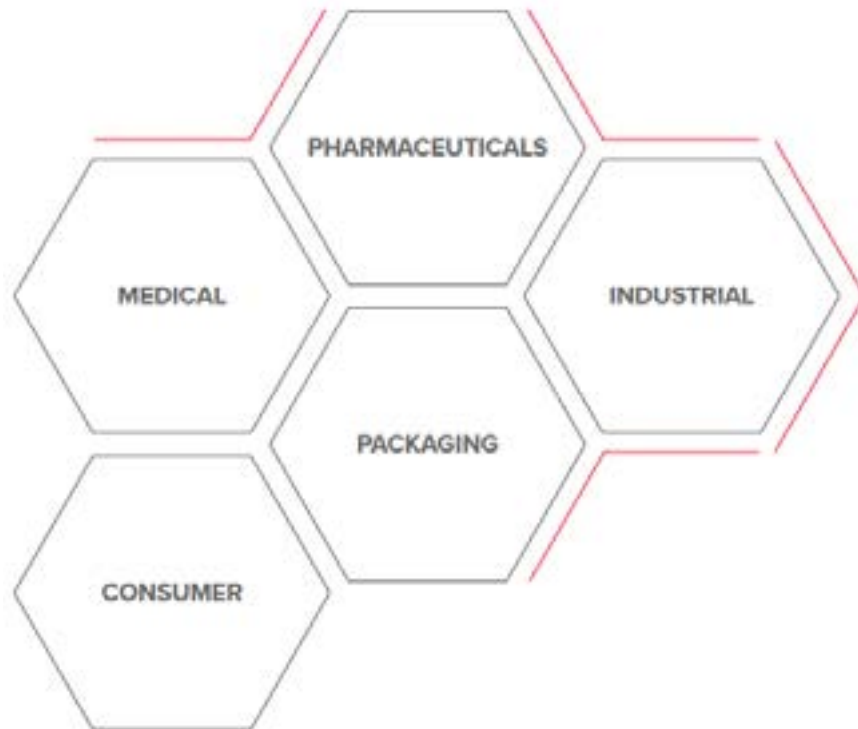 PHARMACEUTICALS
MEDICAL
INDUSTRIAL
PACKAGING
CONSUMER